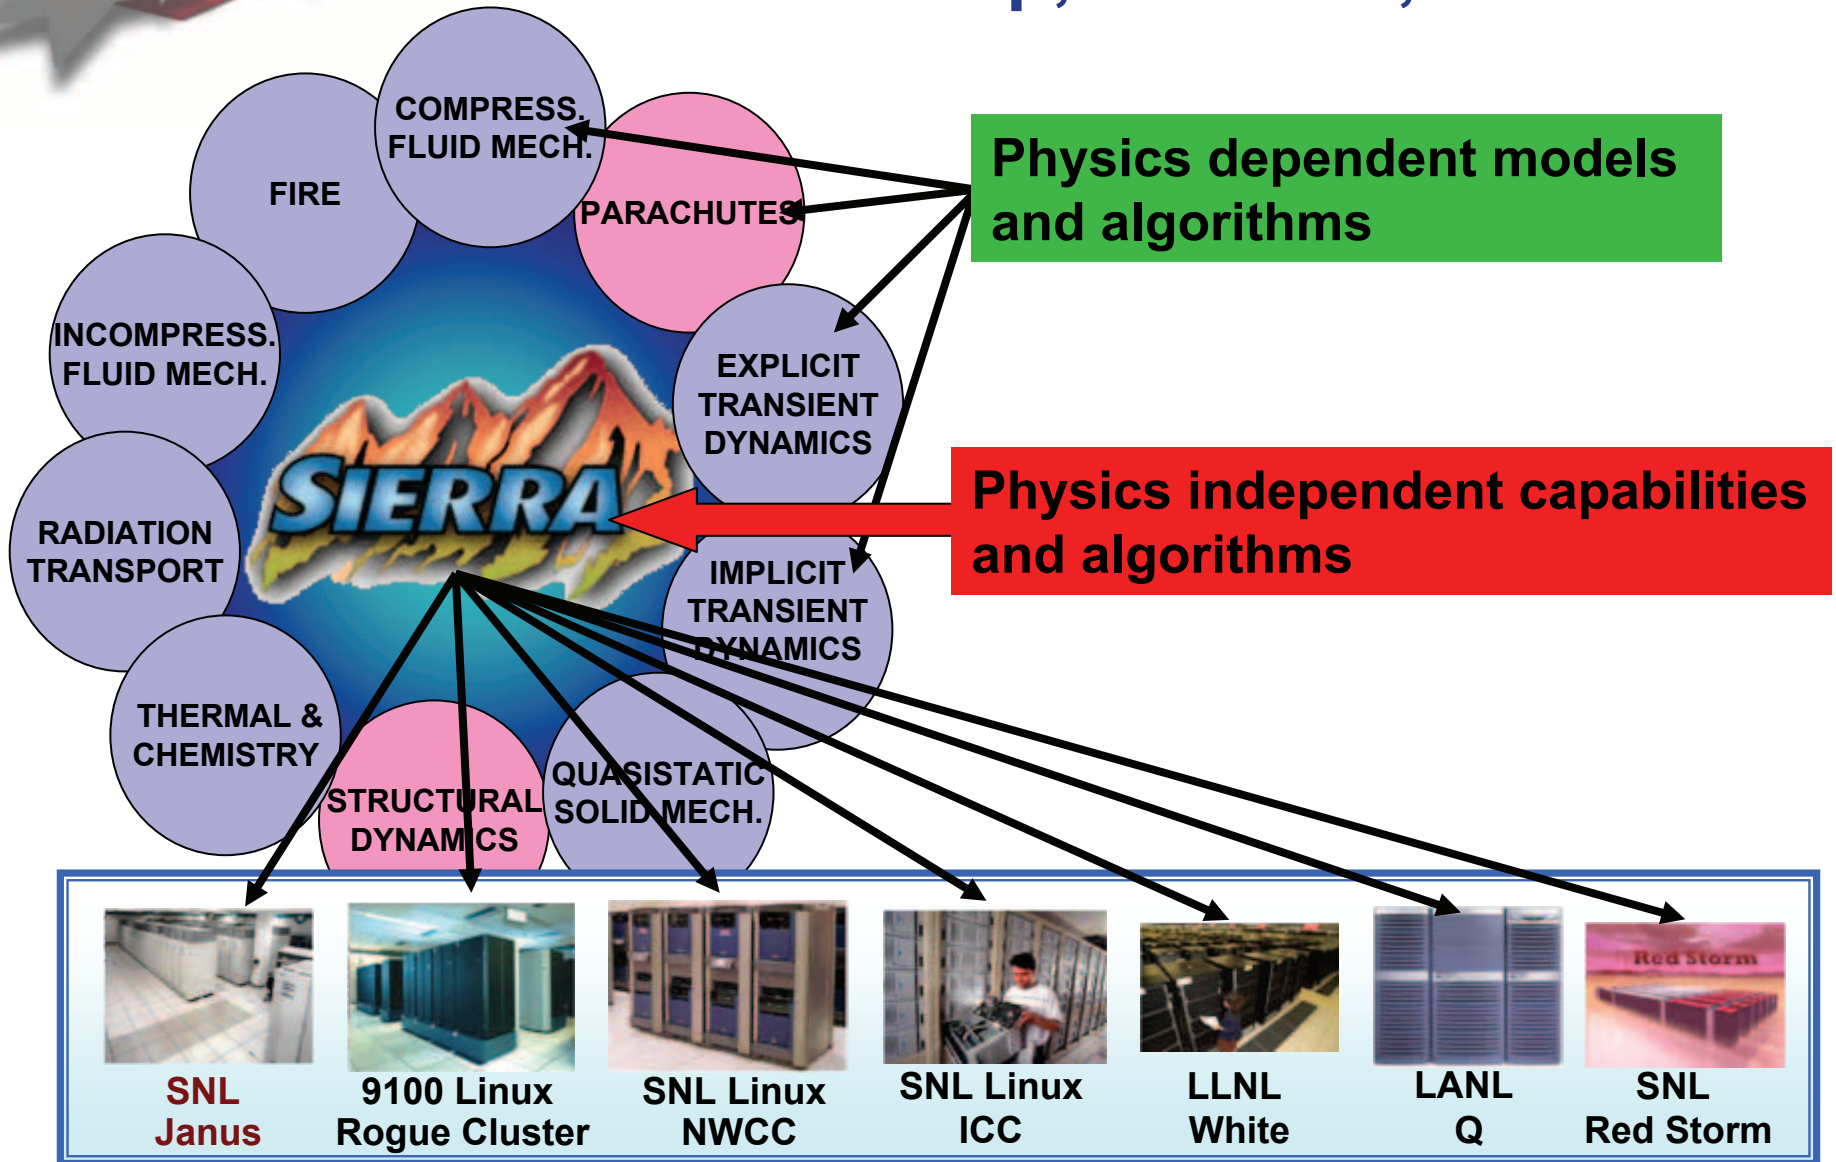 COMPRESS.
FLUID MECH.
FIRE
PARACHUTES
Physics dependent models
and algorithms
INCOMPRESS.
FLUID MECH.
EXPLICIT
TRANSIENT
DYNAMICS
SIERRA
Physics independent capabilities
and algorithms
RADIATION
TRANSPORT
IMPLICIT
TRANSIENT
DYNAMICS
THERMAL &
CHEMISTRY
QUASISTATIC
SOLID MECH.
STRUCTURAL
DYNAMICS
Red Storm
SNL
Janus
9100 Linux
Rogue Cluster
SNL Linux
NWCC
SNL Linux
ICC
LLNL
White
LANL
Q
SNL
Red Storm